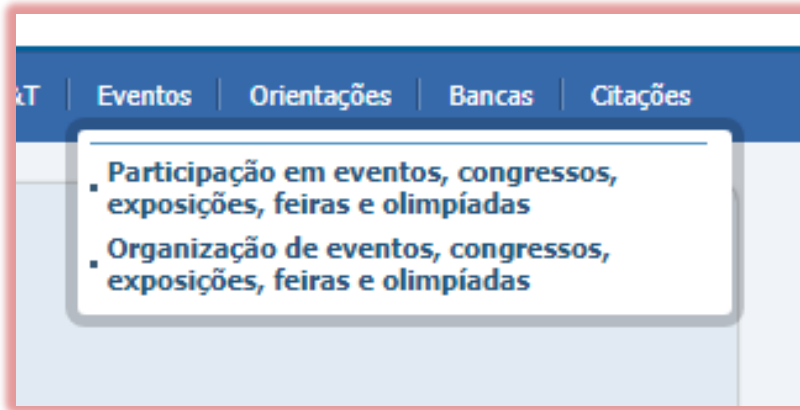 &T Eventos Orientações Bancas Citações
Participação em eventos, congressos,
exposições, feiras e olimpíadas
Organização de eventos, congressos,
exposições, feiras e olimpíadas